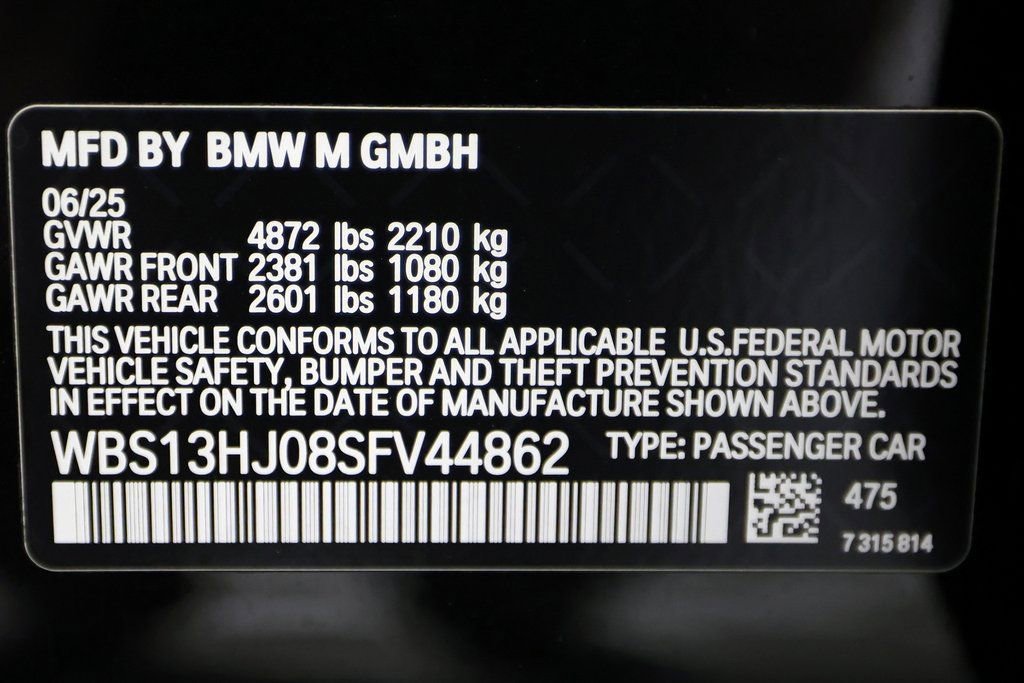 MFD BY BMW M GMBH
06/25
GVWR 4872 lbs 2210 kg
GAWR FRONT 2381 lbs 1080 kg
GAWR REAR 2601 lbs 1180 kg
THIS VEHICLE CONFORMS TO ALL APPLICABLE U.S.FEDERAL MOTOR
VEHICLE SAFETY, BUMPER AND THEFT PREVENTION STANDARDS
IN EFFECT ON THE DATE OF MANUFACTURE SHOWN ABOVE.
WBS13HJ08SFV44862 TYPE: PASSENGER CAR
475
7 315 814